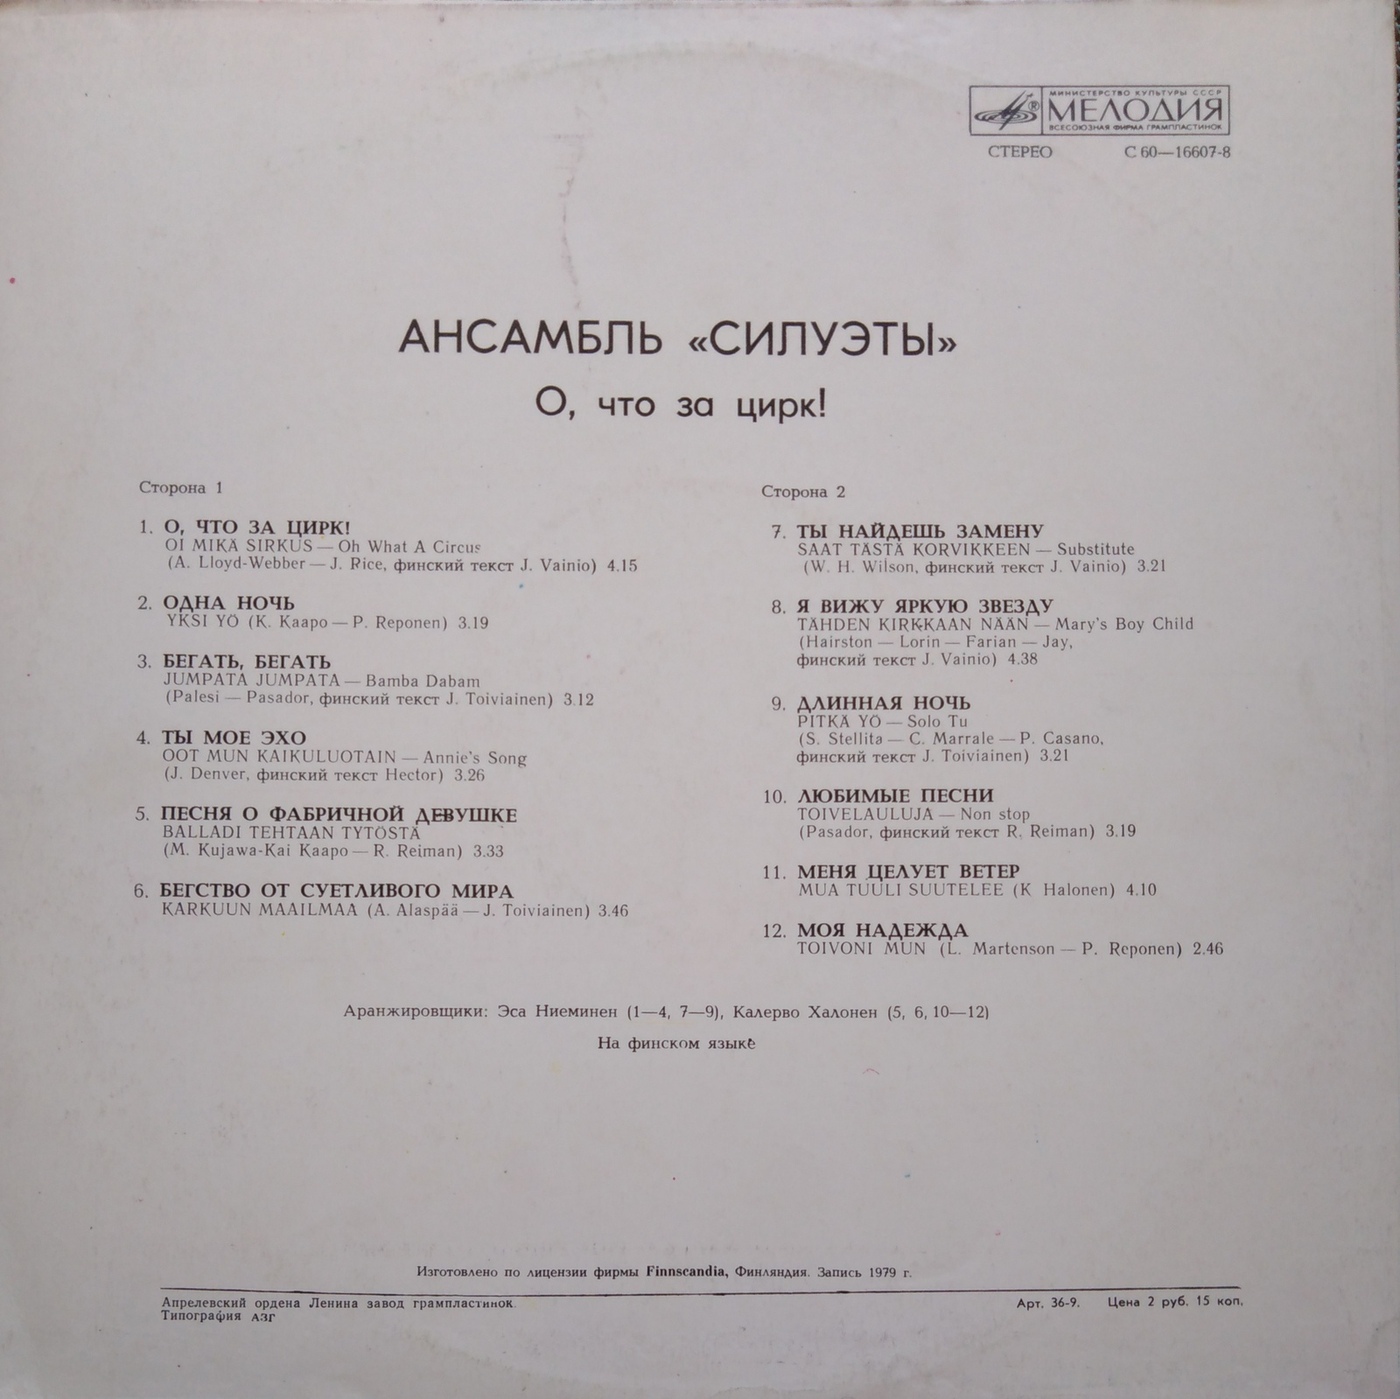 МИНИСТЕРСТВО КУЛЬТУРЫ СССР
МЕЛОДИЯ
ВСЕСОЮЗНАЯ ФИРМА ГРАМПЛАСТИНОК
СТЕРЕО С 60—16607-8
АНСАМБЛЬ «СИЛУЭТЫ»
О, что за цирк!
Сторона 1
1. О, ЧТО ЗА ЦИРК!
OI MIKÄ SIRKUS — Oh What A Circus
(A. Lloyd-Webber — J. Rice, финский текст J. Vainio) 4.15
2. ОДНА НОЧЬ
YKSI YÖ (K. Kaapo — P. Reponen) 3.19
3. БЕГАТЬ, БЕГАТЬ
JUMPATA JUMPATA — Bamba Dabam
(Palesi — Pasador, финский текст J. Toiviainen) 3.12
4. ТЫ МОЕ ЭХО
OOT MUN KAIKULUOTAIN — Annie's Song
(J. Denver, финский текст Hector) 3.26
5. ПЕСНЯ О ФАБРИЧНОЙ ДЕВУШКЕ
BALLADI TEHTAAN TYTÖSTÄ
(M. Kujawa-Kai Kaapo — R. Reiman) 3.33
6. БЕГСТВО ОТ СУЕТЛИВОГО МИРА
KARKUUN MAAILMAA (A. Alaspää — J. Toiviainen) 3.46
Сторона 2
7. ТЫ НАЙДЕШЬ ЗАМЕНУ
SAAT TÄSTÄ KORVIKKEEN — Substitute
(W. H. Wilson, финский текст J. Vainio) 3.21
8. Я ВИЖУ ЯРКУЮ ЗВЕЗДУ
TÄHDEN KIRKKAAN NÄÄN — Mary's Boy Child
(Hairston — Lorin — Farian — Jay,
финский текст J. Vainio) 4.38
9. ДЛИННАЯ НОЧЬ
PITKÄ YÖ — Solo Tu
(S. Stellita — C. Marrale — P. Casano,
финский текст J. Toiviainen) 3.21
10. ЛЮБИМЫЕ ПЕСНИ
TOIVELAULUJA — Non stop
(Pasador, финский текст R. Reiman) 3.19
11. МЕНЯ ЦЕЛУЕТ ВЕТЕР
MUA TUULI SUUTELEE (K Halonen) 4.10
12. МОЯ НАДЕЖДА
TOIVONI MUN (L. Martenson — P. Reponen) 2.46
Аранжировщики: Эса Ниеминен (1—4, 7—9), Калерво Халонен (5, 6, 10—12)
На финском языке
Изготовлено по лицензии фирмы Finnscandia, Финляндия. Запись 1979 г.
Апрелевский ордена Ленина завод грампластинок Арт. 36-9. Цена 2 руб. 15 коп.
Типография АЗГ